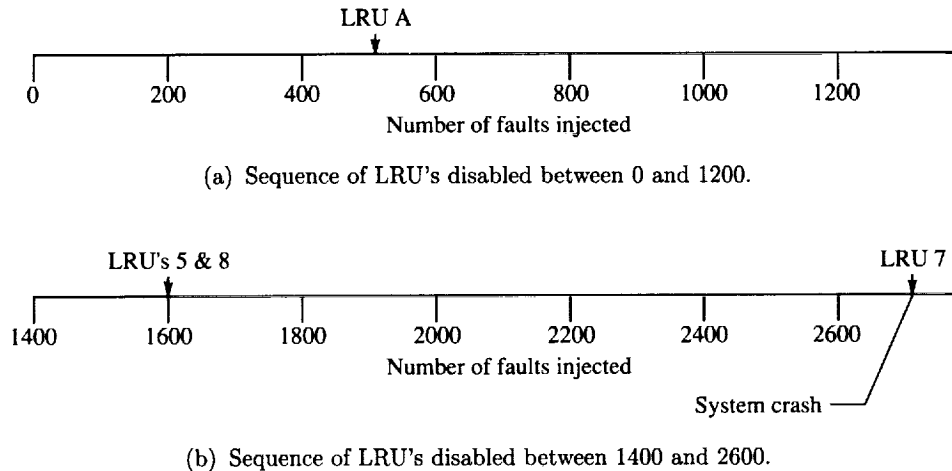 LRU A
0 200 400 600 800 1000 1200
Number of faults injected
(a) Sequence of LRU's disabled between 0 and 1200.
LRU's 5 & 8 LRU 7
1400 1600 1800 2000 2200 2400 2600
Number of faults injected
System crash
(b) Sequence of LRU's disabled between 1400 and 2600.